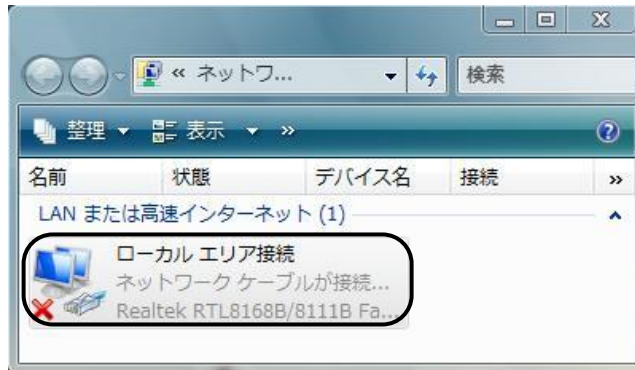 « ネットワ...
検索
整理 表示 »
名前 状態 デバイス名 接続 »
LAN または高速インターネット (1)
ローカル エリア接続
ネットワーク ケーブルが接続...
Realtek RTL8168B/8111B Fa...